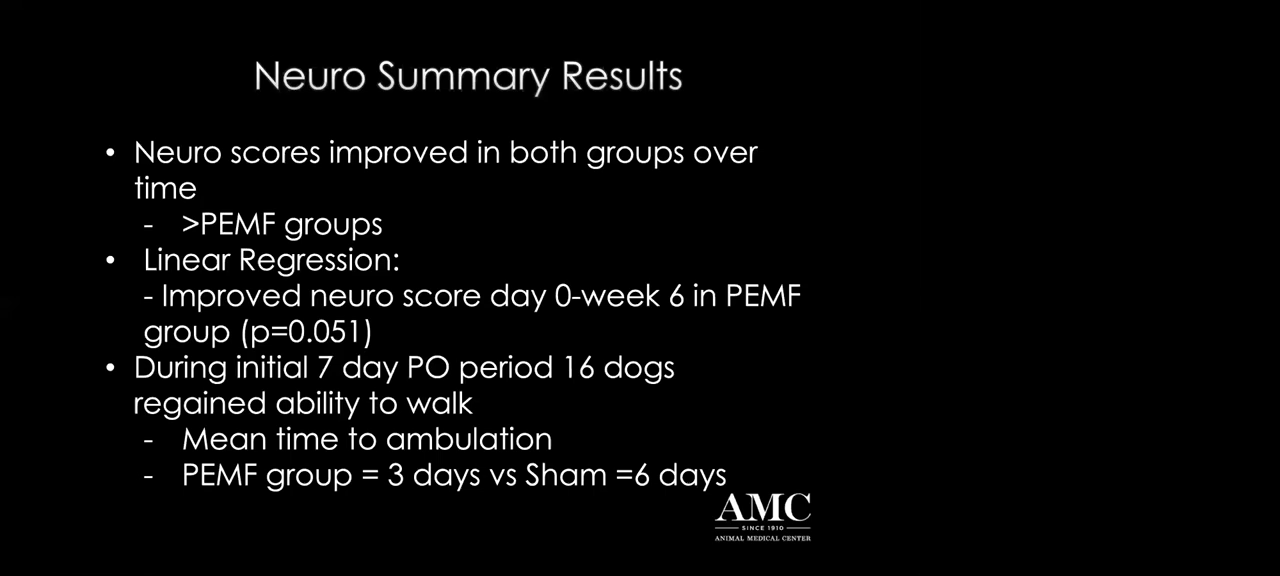 Neuro Summary Results
• Neuro scores improved in both groups over
time
- >PEMF groups
• Linear Regression:
- Improved neuro score day 0-week 6 in PEMF
group (p=0.051)
• During initial 7 day PO period 16 dogs
regained ability to walk
- Mean time to ambulation
- PEMF group = 3 days vs Sham =6 days
AMC
SINCE 1910
ANIMAL MEDICAL CENTER